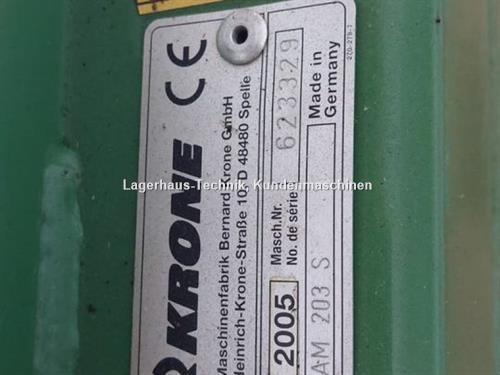 KRONE
CE
Maschinenfabrik Bernard Krone GmbH
Heinrich-Krone-Straße 10, D 48480 Spelle
2005
Masch.Nr.
No. de série
623329
AM 203 S
Made in
Germany
Lagerhaus-Technik, Kundenmaschinen